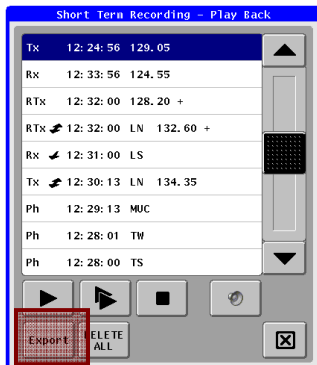 Short Term Recording – Play Back
Tx 12:24:56 129.05
Rx 12:33:56 124.55
RTx 12:32:00 128.20 +
RTx 12:32:00 LN 132.60 +
Rx 12:31:00 LS
Tx 12:30:13 LN 134.35
Ph 12:29:13 MUC
Ph 12:28:01 TW
Ph 12:28:00 TS
Export
DELETE
ALL